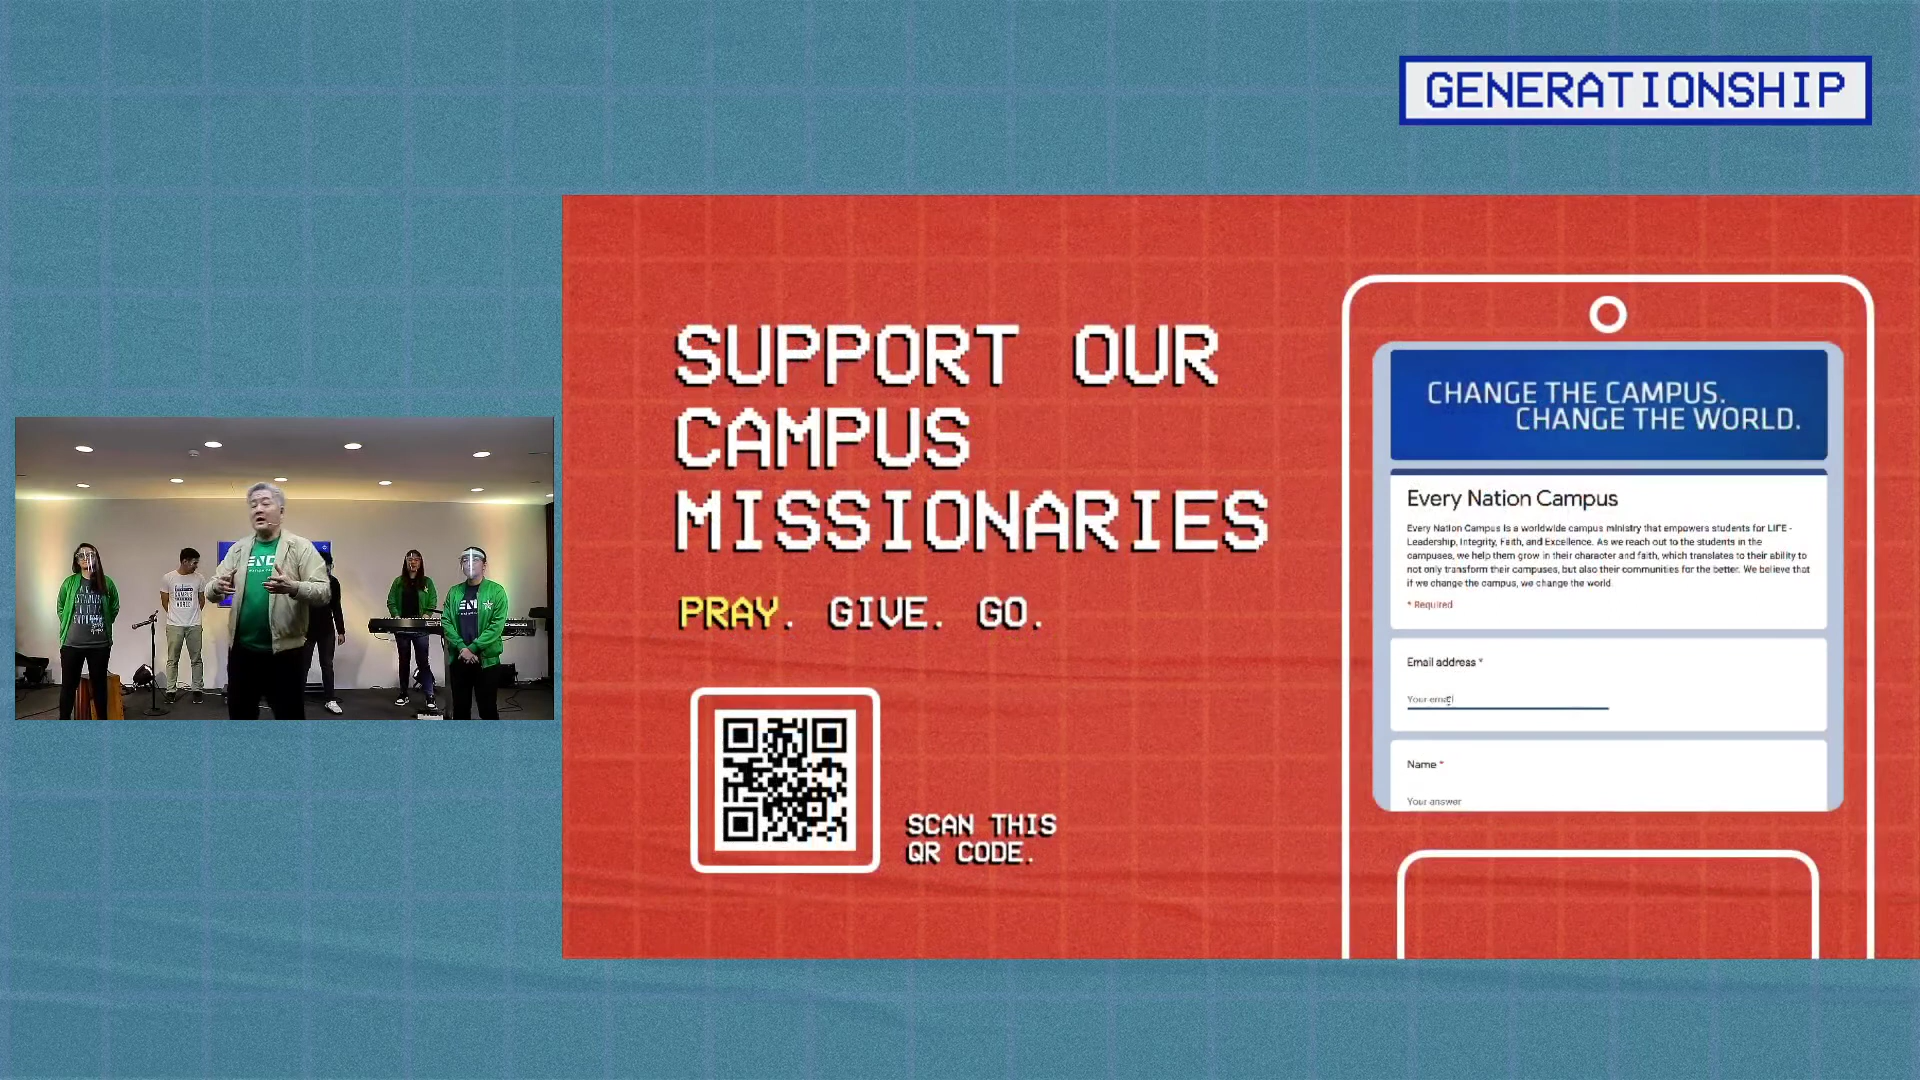 GENERATIONSHIP
SUPPORT OUR
CAMPUS
MISSIONARIES
PRAY. GIVE. GO.
SCAN THIS
QR CODE.
CHANGE THE CAMPUS.
CHANGE THE WORLD.
Every Nation Campus
Every Nation Campus is a worldwide campus ministry that empowers students for LIFE -
Leadership, Integrity, Faith, and Excellence. As we reach out to the students in the
campuses, we help them grow in their character and faith, which translates to their ability to
not only transform their campuses, but also their communities for the better. We believe that
if we change the campus, we change the world.
* Required
Email address *
Your email
Name *
Your answer